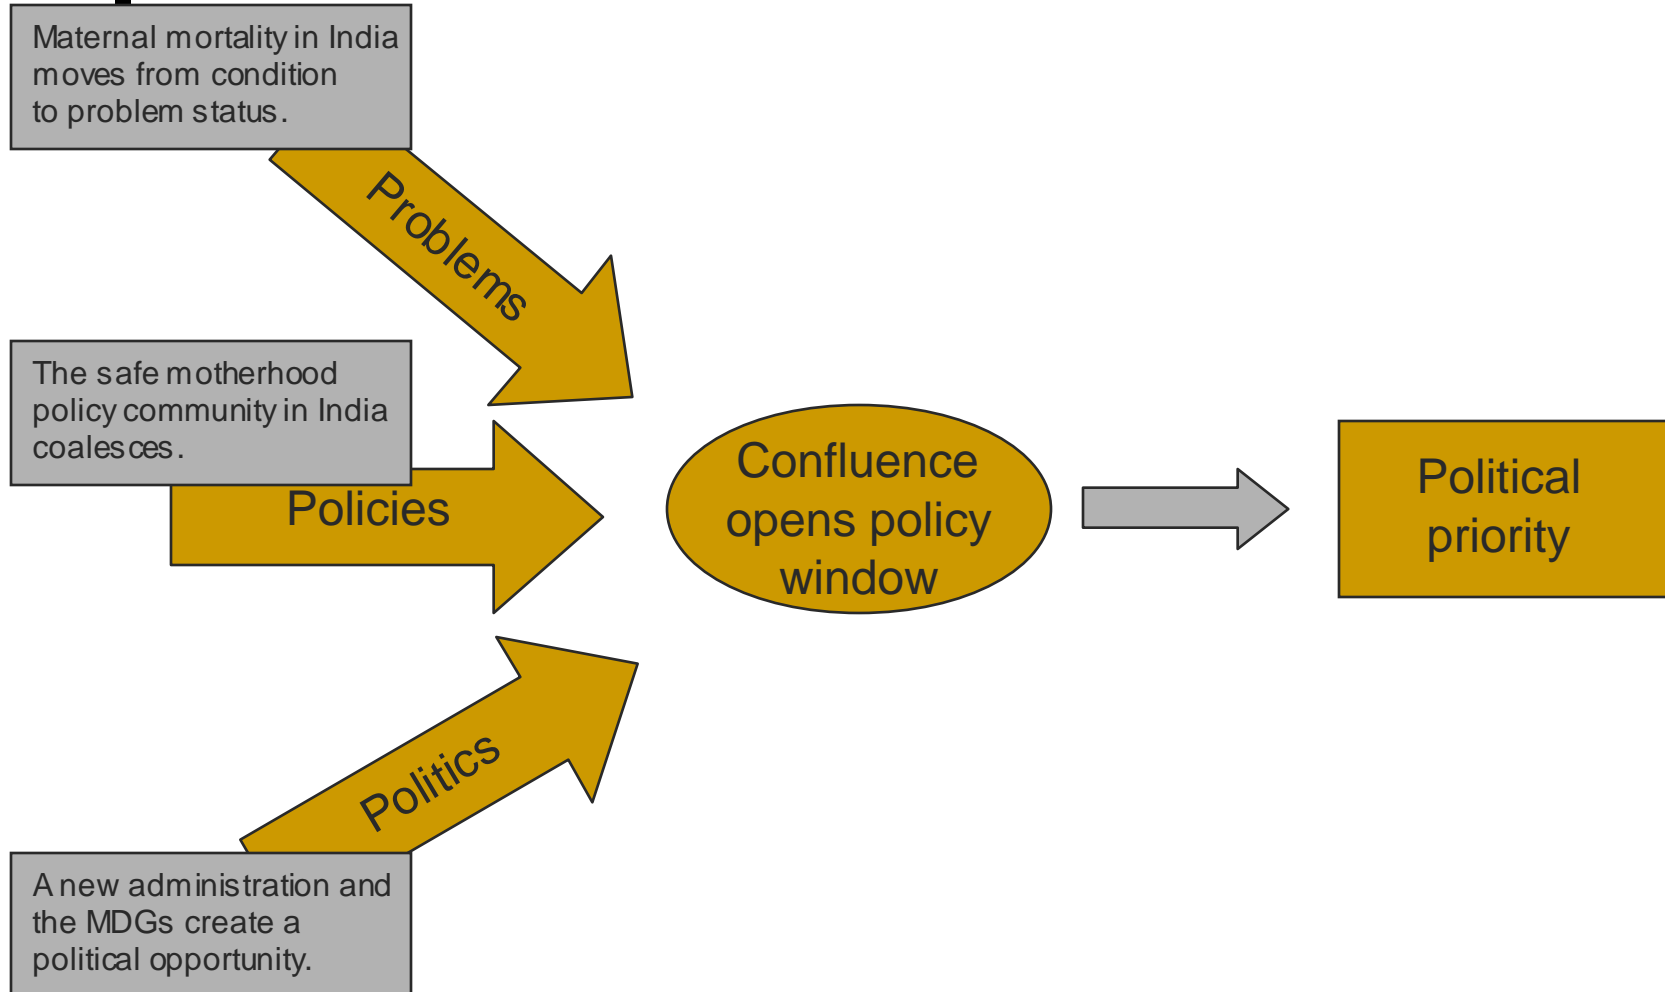 Maternal mortality in India
moves from condition
to problem status.
Problems
The safe motherhood
policy community in India
coalesces.
Policies
Confluence
opens policy
window
Political
priority
Politics
A new administration and
the MDGs create a
political opportunity.